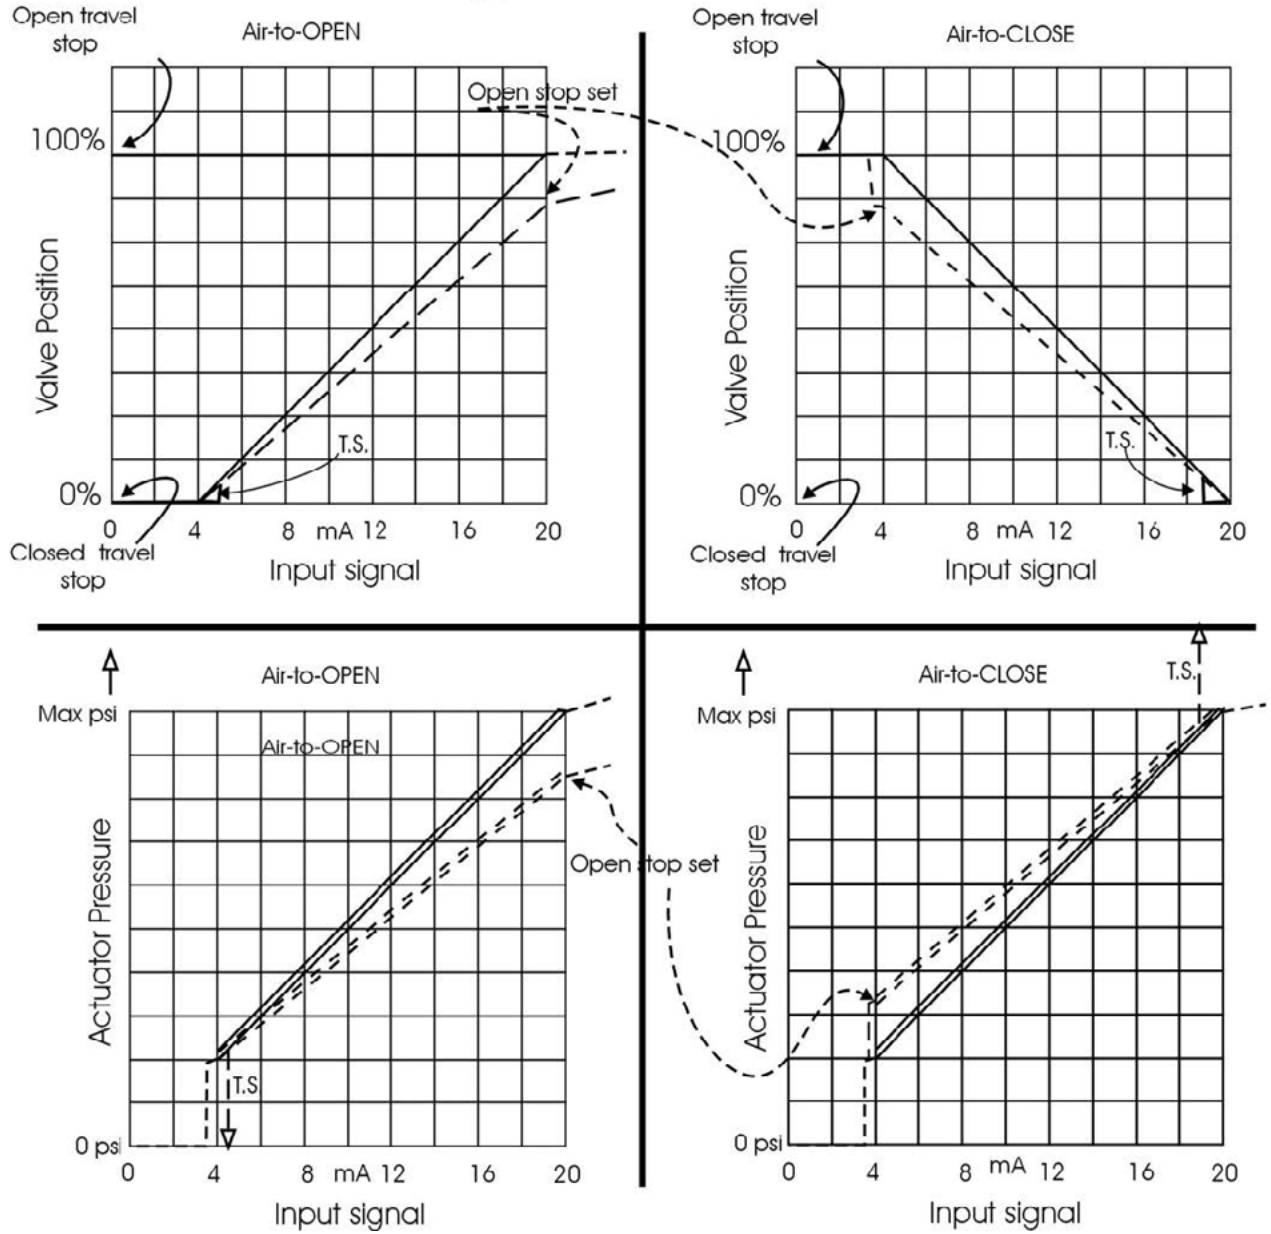 Open travel
stop
Air-to-OPEN
Open stop set
100%
Valve Position
T.S.
0%
0 4 8 mA 12 16 20
Closed travel
stop
Input signal
Open travel
stop
Air-to-CLOSE
100%
Valve Position
T.S.
0%
0 4 8 mA 12 16 20
Closed travel
stop
Input signal
Air-to-OPEN
Max psi
Air-to-OPEN
Actuator Pressure
Open stop set
T.S
0 psi
0 4 8 mA 12 16 20
Input signal
Air-to-CLOSE
T.S.
Max psi
Actuator Pressure
0 psi
0 4 8 mA 12 16 20
Input signal